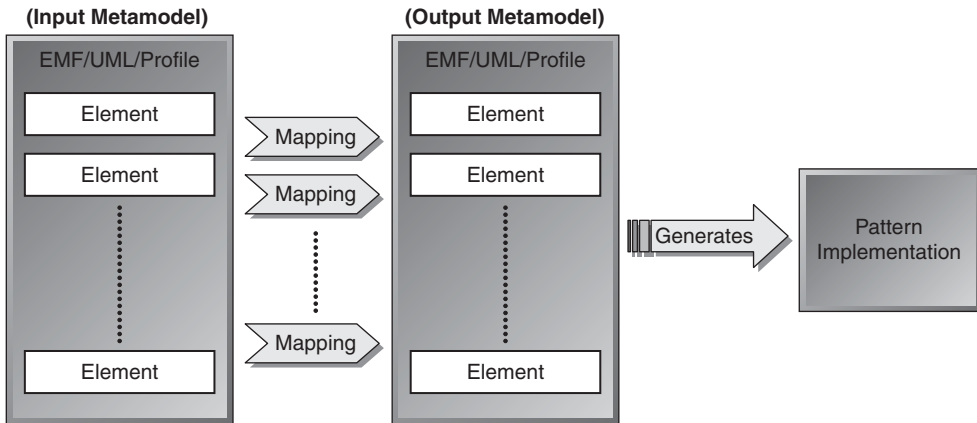 (Input Metamodel)
EMF/UML/Profile
Element
Element
Element
Mapping
Mapping
Mapping
(Output Metamodel)
EMF/UML/Profile
Element
Element
Element
Generates
Pattern
Implementation